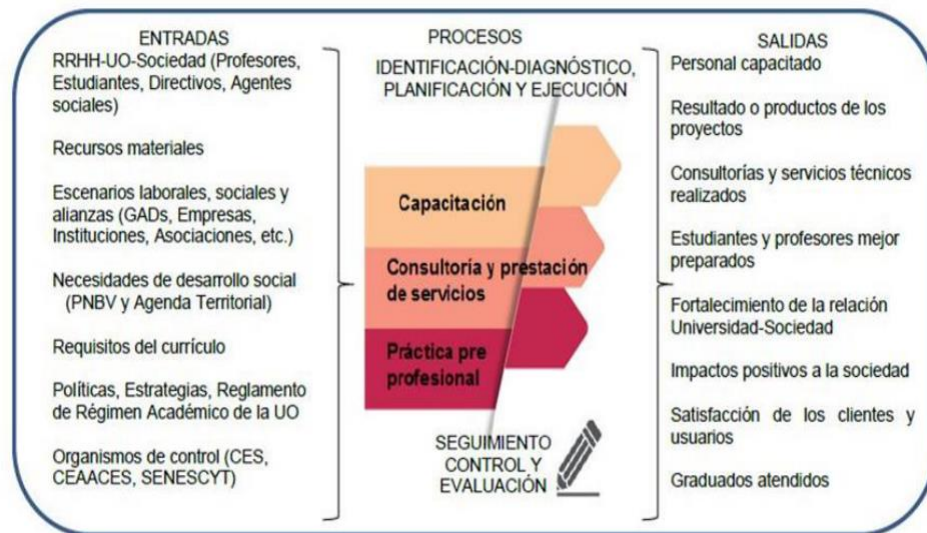 ENTRADAS
RRHH-UO-Sociedad (Profesores,
Estudiantes, Directivos, Agentes
sociales)
Recursos materiales
Escenarios laborales, sociales y
alianzas (GADs, Empresas,
Instituciones, Asociaciones, etc.)
Necesidades de desarrollo social
(PNBV y Agenda Territorial)
Requisitos del currículo
Políticas, Estrategias, Reglamento
de Régimen Académico de la UO
Organismos de control (CES,
CEAACES, SENESCYT)
PROCESOS
IDENTIFICACIÓN-DIAGNÓSTICO,
PLANIFICACIÓN Y EJECUCIÓN
Capacitación
Consultoría y prestación
de servicios
Práctica pre
profesional
SEGUIMIENTO
CONTROL Y
EVALUACIÓN
SALIDAS
Personal capacitado
Resultado o productos de los
proyectos
Consultorías y servicios técnicos
realizados
Estudiantes y profesores mejor
preparados
Fortalecimiento de la relación
Universidad-Sociedad
Impactos positivos a la sociedad
Satisfacción de los clientes y
usuarios
Graduados atendidos